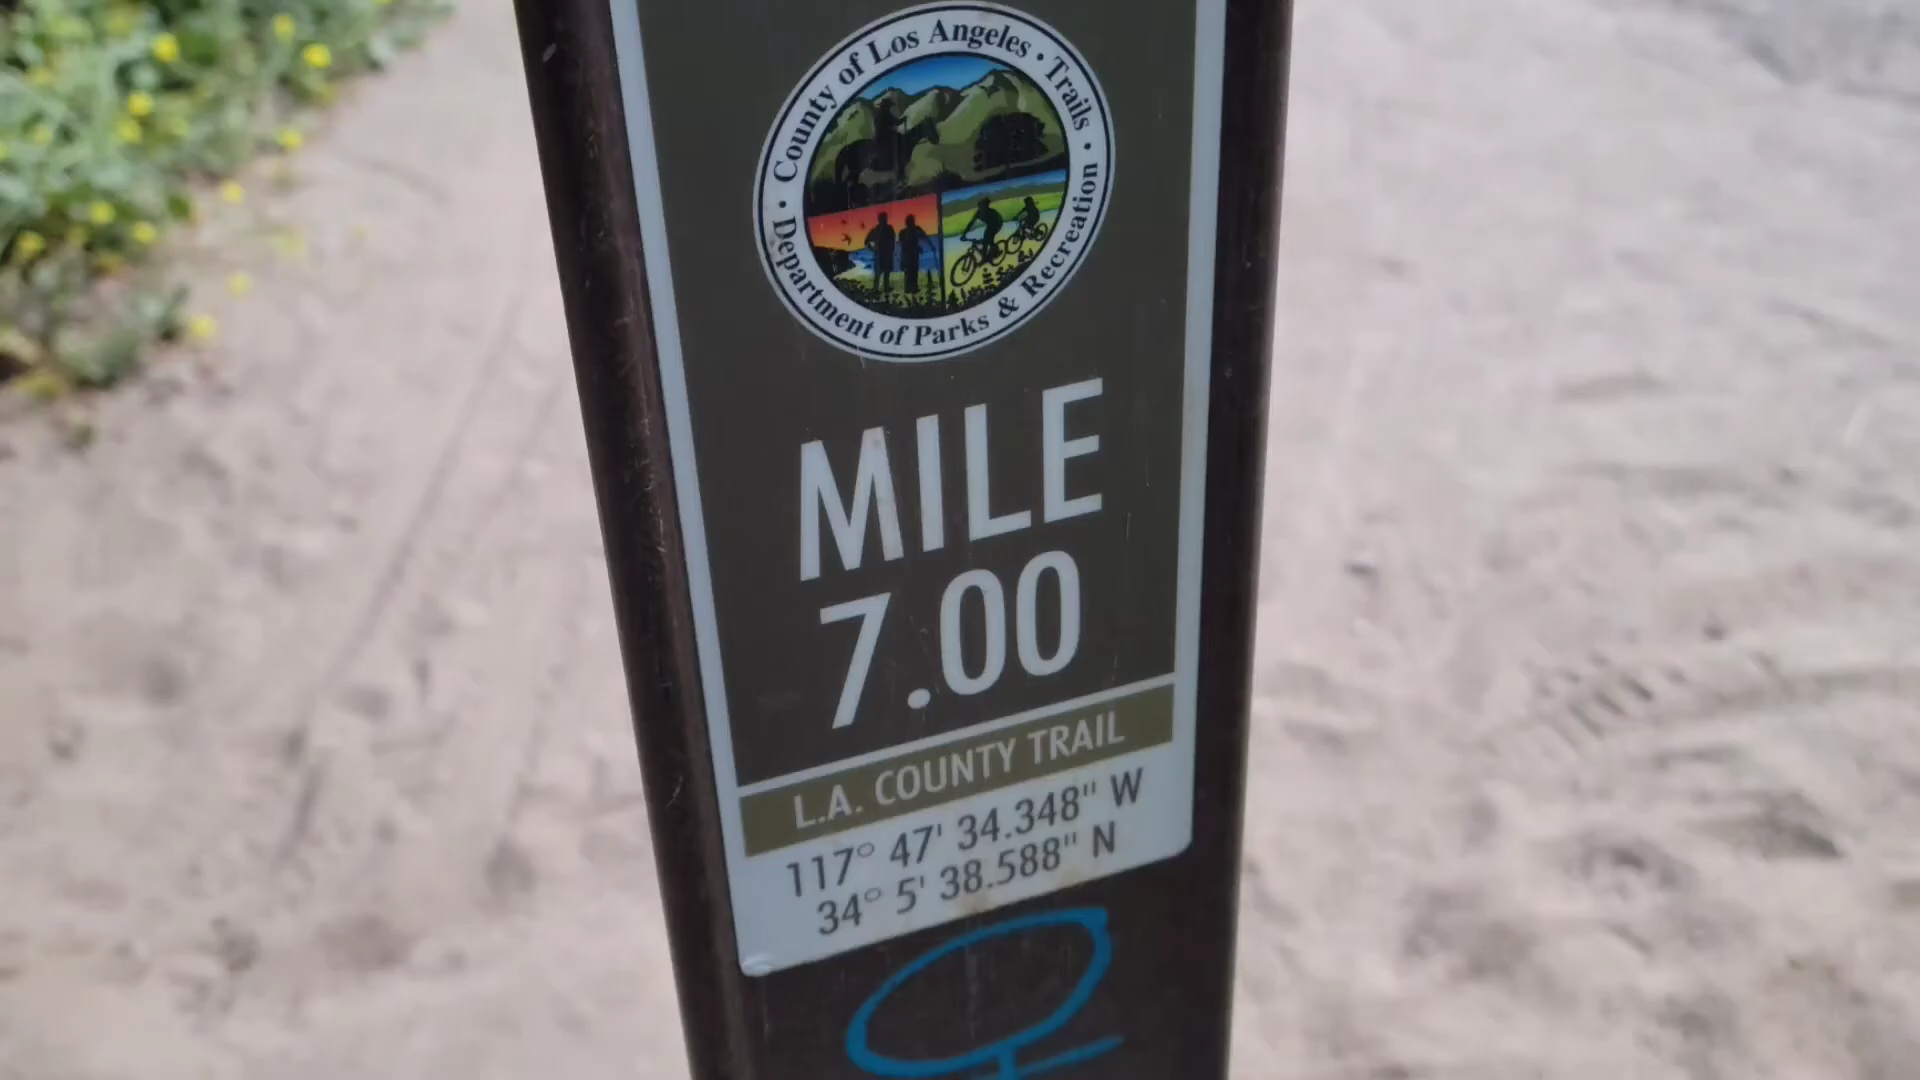 County of Los Angeles • Trails •
Department of Parks & Recreation •
MILE
7.00
L.A. COUNTY TRAIL
117° 47' 34.348" W
34° 5' 38.588" N